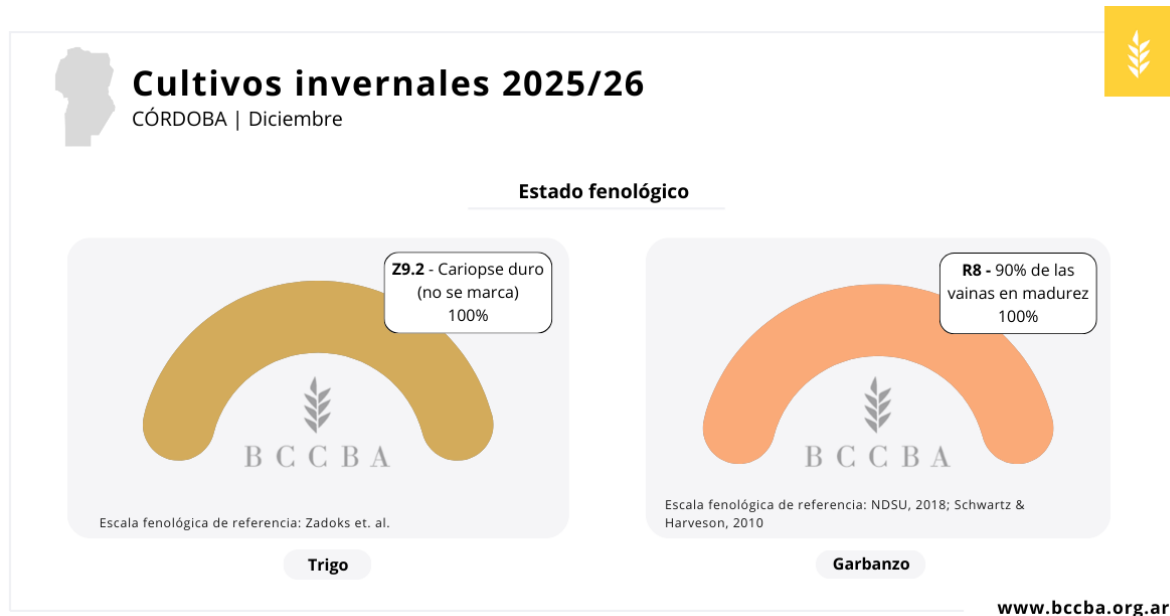 Cultivos invernales 2025/26
CÓRDOBA | Diciembre
Estado fenológico
Z9.2 - Cariopse duro
(no se marca)
100%
BCCBA
Escala fenológica de referencia: Zadoks et. al.
Trigo
R8 - 90% de las
vainas en madurez
100%
BCCBA
Escala fenológica de referencia: NDSU, 2018; Schwartz &
Harveson, 2010
Garbanzo
www.bccba.org.ar